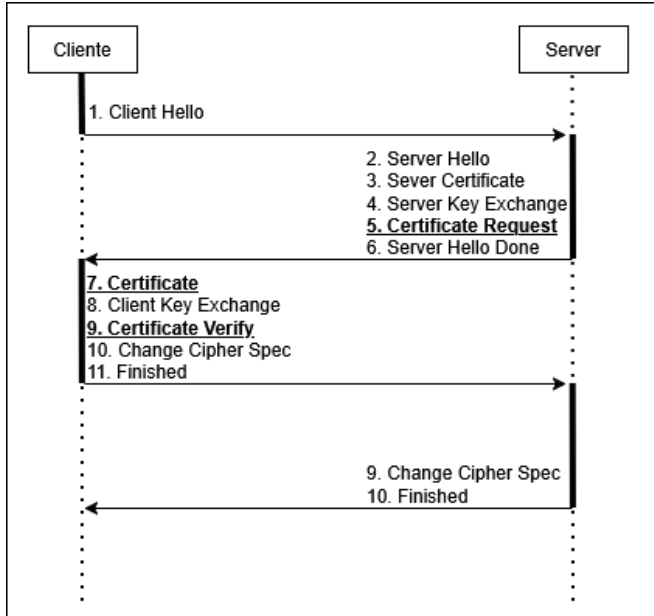 Cliente
Server
1. Client Hello
2. Server Hello
3. Sever Certificate
4. Server Key Exchange
5. Certificate Request
6. Server Hello Done
7. Certificate
8. Client Key Exchange
9. Certificate Verify
10. Change Cipher Spec
11. Finished
9. Change Cipher Spec
10. Finished